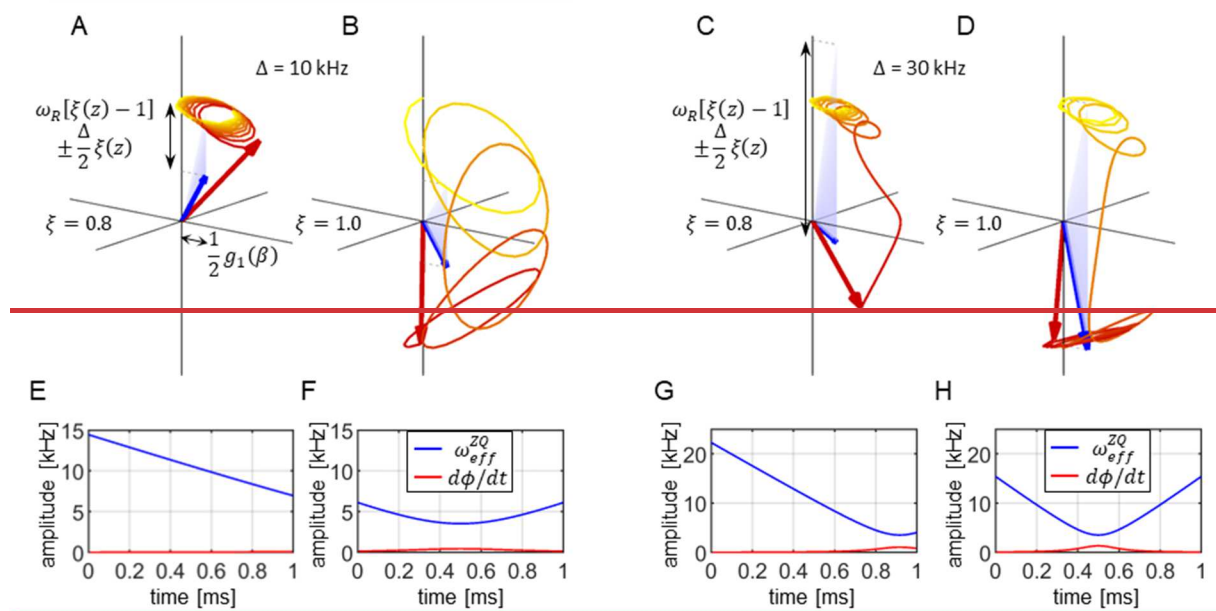 A
B
C
D
Δ = 10 kHz
Δ = 30 kHz
ω_R[ξ(z) − 1]
± Δ/2 ξ(z)
ω_R[ξ(z) − 1]
± Δ/2 ξ(z)
ξ = 0.8
ξ = 1.0
ξ = 0.8
ξ = 1.0
1/2 g₁(β)
E
F
G
H
amplitude [kHz]
15
10
5
0
0 0.2 0.4 0.6 0.8 1
time [ms]
amplitude [kHz]
15
10
5
0
ω_eff^ZQ
dϕ/dt
0 0.2 0.4 0.6 0.8 1
time [ms]
amplitude [kHz]
20
10
0
0 0.2 0.4 0.6 0.8 1
time [ms]
amplitude [kHz]
20
10
0
ω_eff^ZQ
dϕ/dt
0 0.2 0.4 0.6 0.8 1
time [ms]